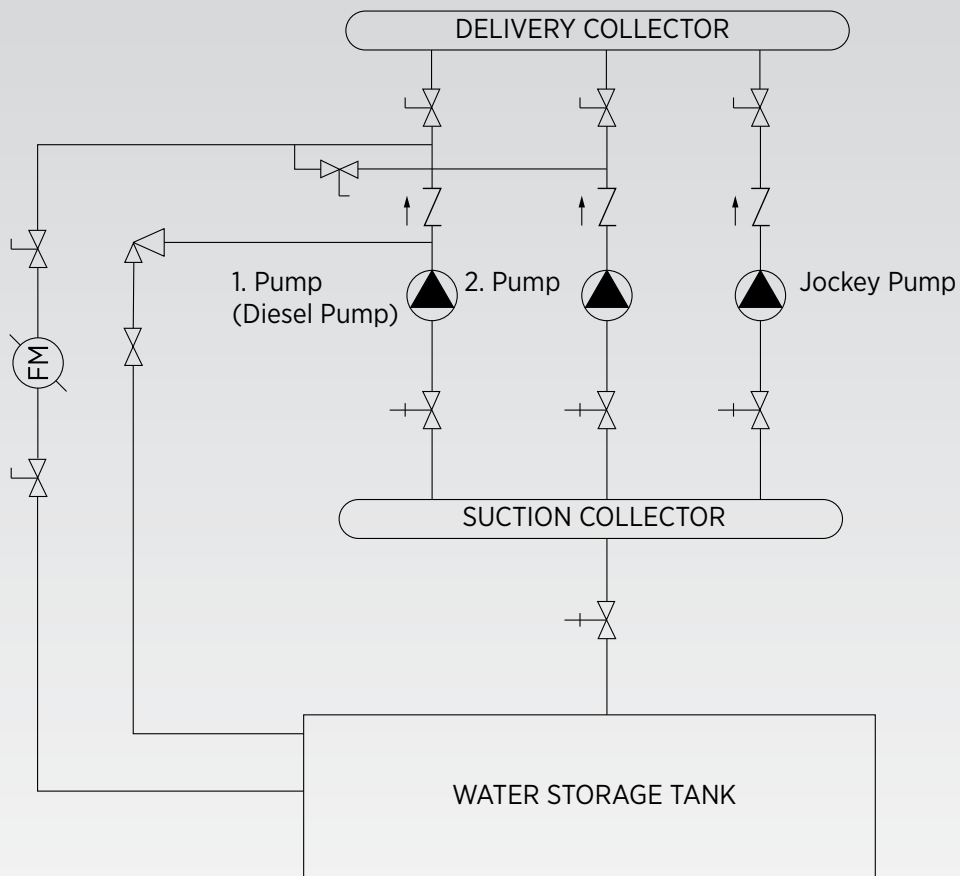 DELIVERY COLLECTOR
1. Pump
(Diesel Pump)
2. Pump
Jockey Pump
FM
SUCTION COLLECTOR
WATER STORAGE TANK